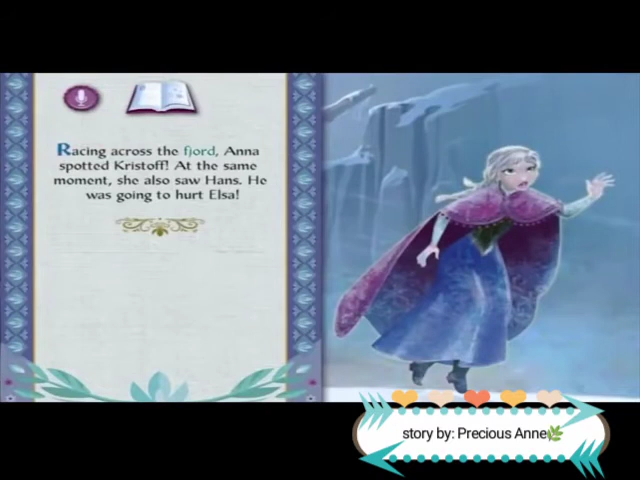 Racing across the fjord, Anna
spotted Kristoff! At the same
moment, she also saw Hans. He
was going to hurt Elsa!
story by: Precious Anne🌿